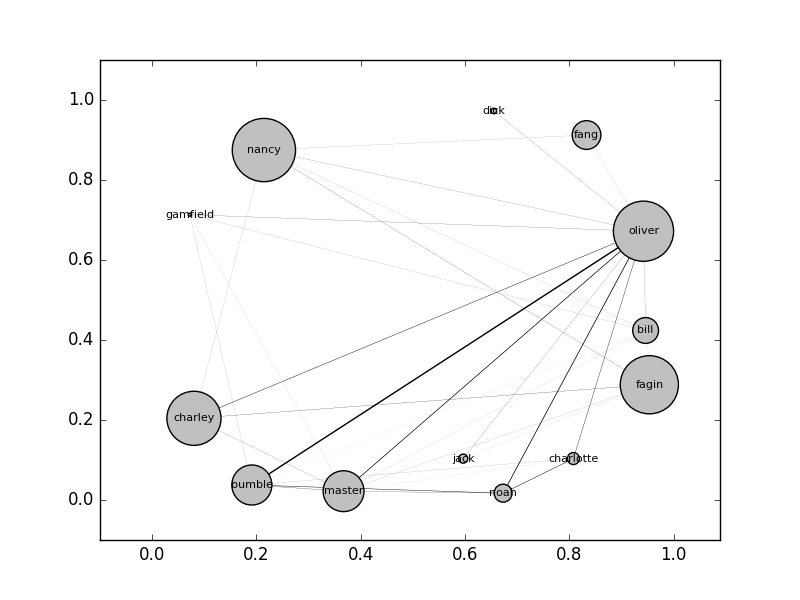 1.0
0.8
0.6
0.4
0.2
0.0
dick
fang
nancy
gamfield
oliver
bill
fagin
charley
jack
charlotte
bumble
master
noah
0.0 0.2 0.4 0.6 0.8 1.0